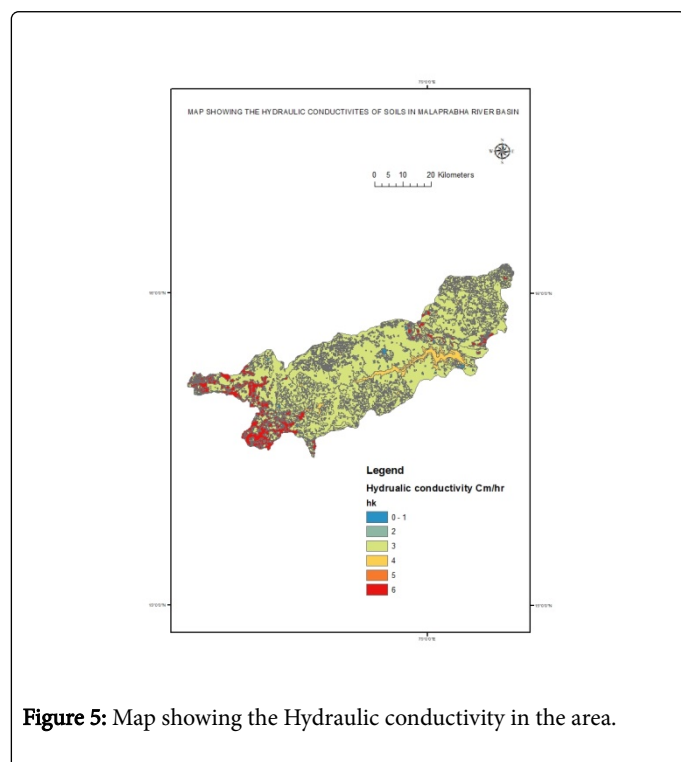 MAP SHOWING THE HYDRAULIC CONDUCTIVITES OF SOILS IN MALAPRABHA RIVER BASIN
0 5 10 20 Kilometers
Legend
Hydrualic conductivity Cm/hr
hk
0 - 1
2
3
4
5
6
Figure 5: Map showing the Hydraulic conductivity in the area.